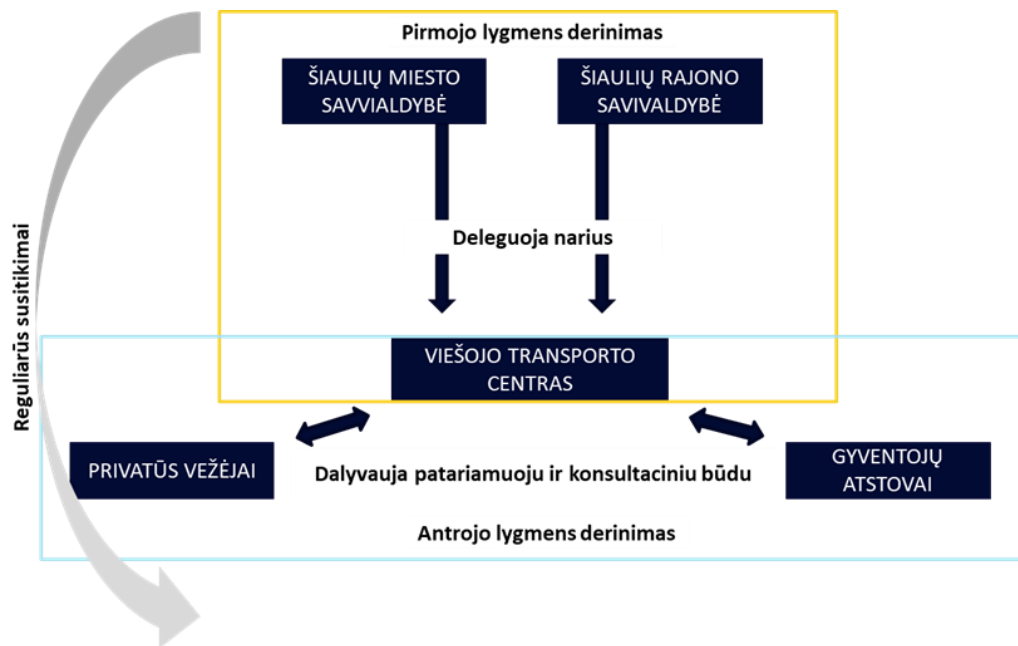 Pirmojo lygmens derinimas
ŠIAULIŲ MIESTO
SAVVIALDYBĖ
ŠIAULIŲ RAJONO
SAVIVALDYBĖ
Deleguoja narius
Reguliarūs susitikimai
VIEŠOJO TRANSPORTO
CENTRAS
PRIVATŪS VEŽĖJAI
Dalyvauja patariamuoju ir konsultaciniu būdu
GYVENTOJŲ
ATSTOVAI
Antrojo lygmens derinimas